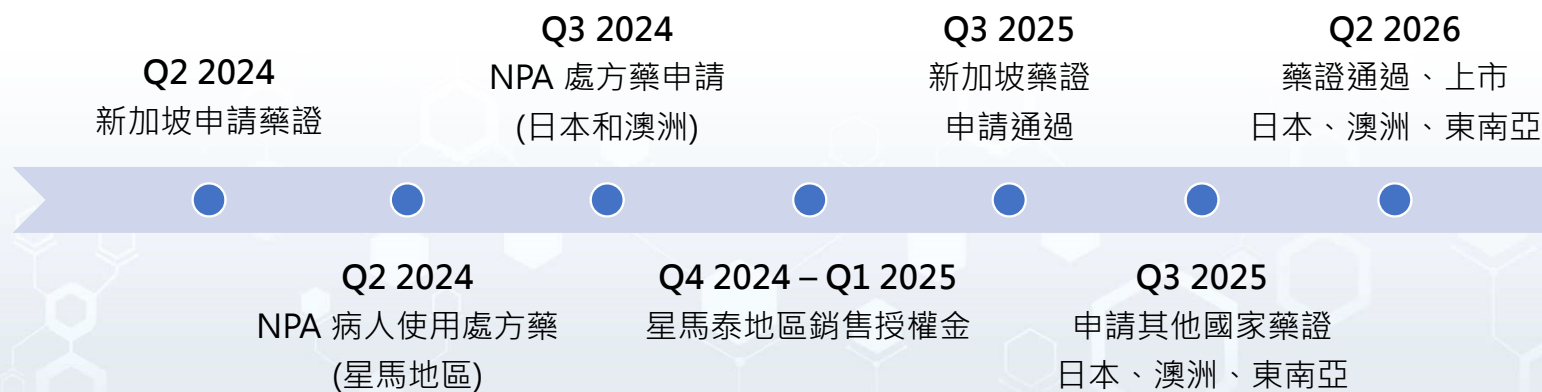 Q2 2024
新加坡申請藥證
Q2 2024
NPA 病人使用處方藥
(星馬地區)
Q3 2024
NPA 處方藥申請
(日本和澳洲)
Q4 2024 – Q1 2025
星馬泰地區銷售授權金
Q3 2025
新加坡藥證
申請通過
Q3 2025
申請其他國家藥證
日本、澳洲、東南亞
Q2 2026
藥證通過、上市
日本、澳洲、東南亞